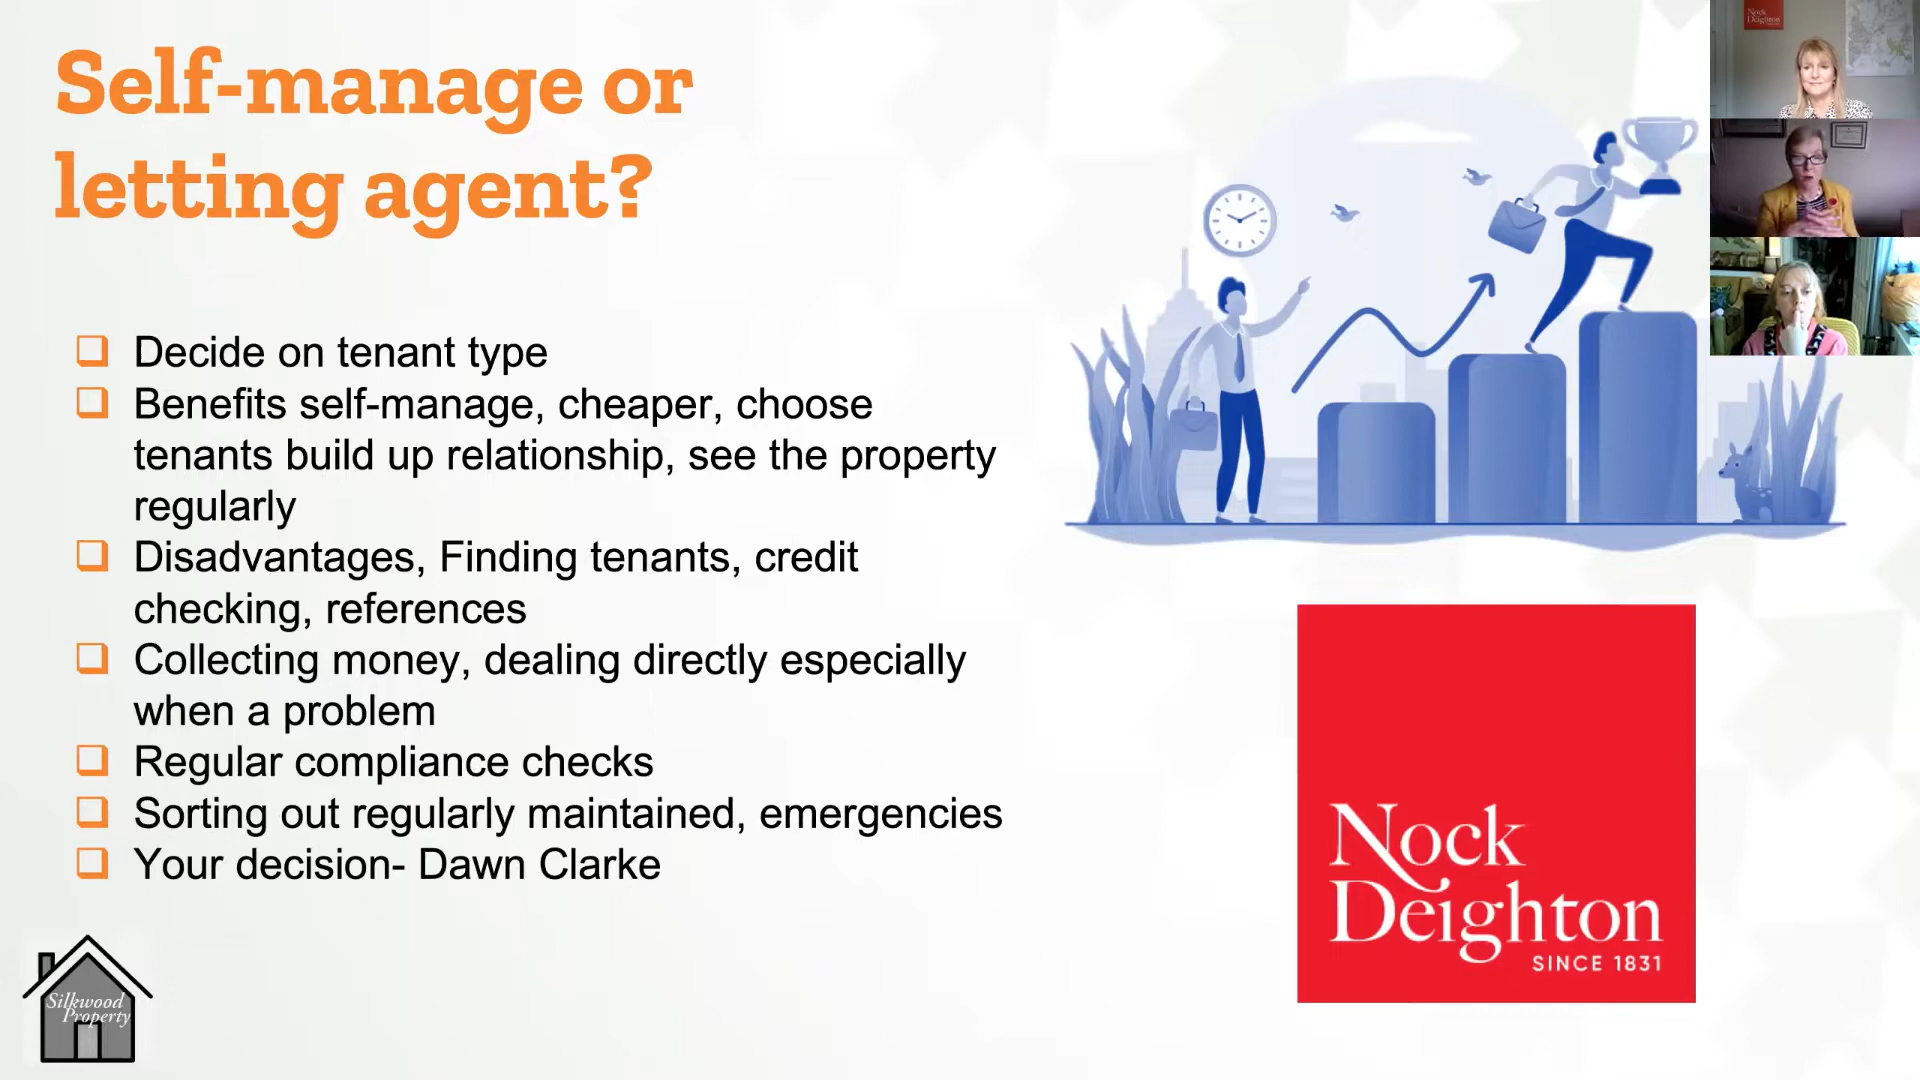 Self-manage or
letting agent?
Decide on tenant type
Benefits self-manage, cheaper, choose
tenants build up relationship, see the property
regularly
Disadvantages, Finding tenants, credit
checking, references
Collecting money, dealing directly especially
when a problem
Regular compliance checks
Sorting out regularly maintained, emergencies
Your decision- Dawn Clarke
Nock
Deighton
SINCE 1831
Silkwood
Property
Nock
Deighton